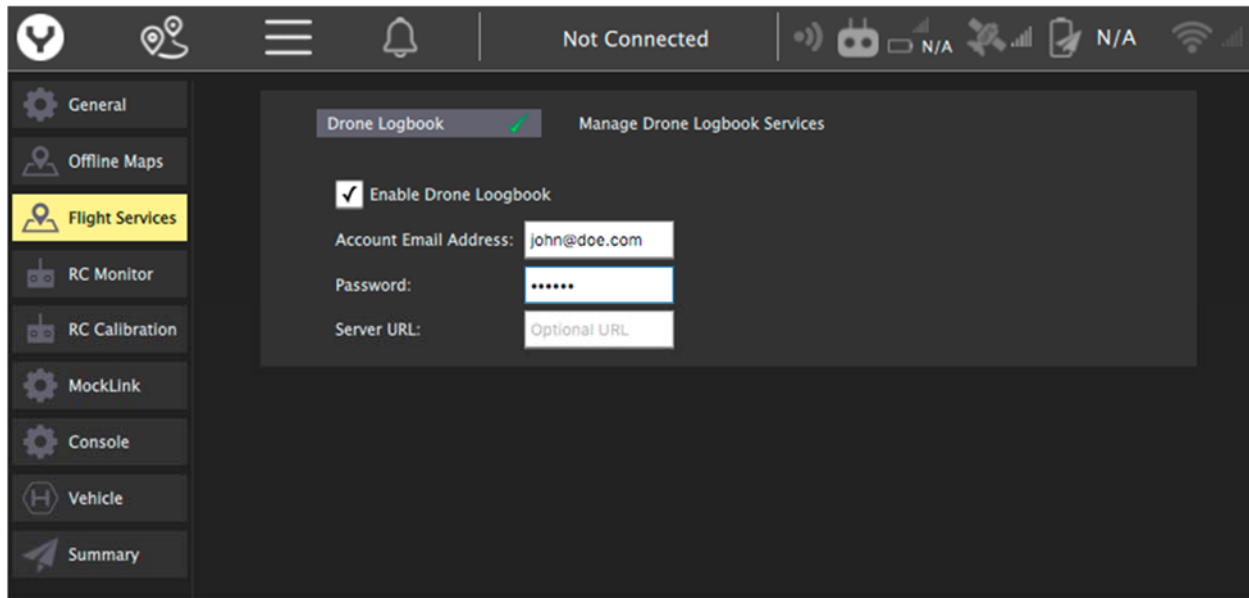 Not Connected
N/A
N/A
General
Offline Maps
Flight Services
RC Monitor
RC Calibration
MockLink
Console
Vehicle
Summary
Drone Logbook
Manage Drone Logbook Services
Enable Drone Loogbook
Account Email Address: john@doe.com
Password: ••••••
Server URL: Optional URL